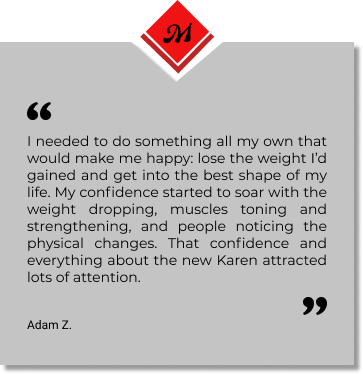 M
“
I needed to do something all my own that
would make me happy: lose the weight I’d
gained and get into the best shape of my
life. My confidence started to soar with the
weight dropping, muscles toning and
strengthening, and people noticing the
physical changes. That confidence and
everything about the new Karen attracted
lots of attention.
”
Adam Z.